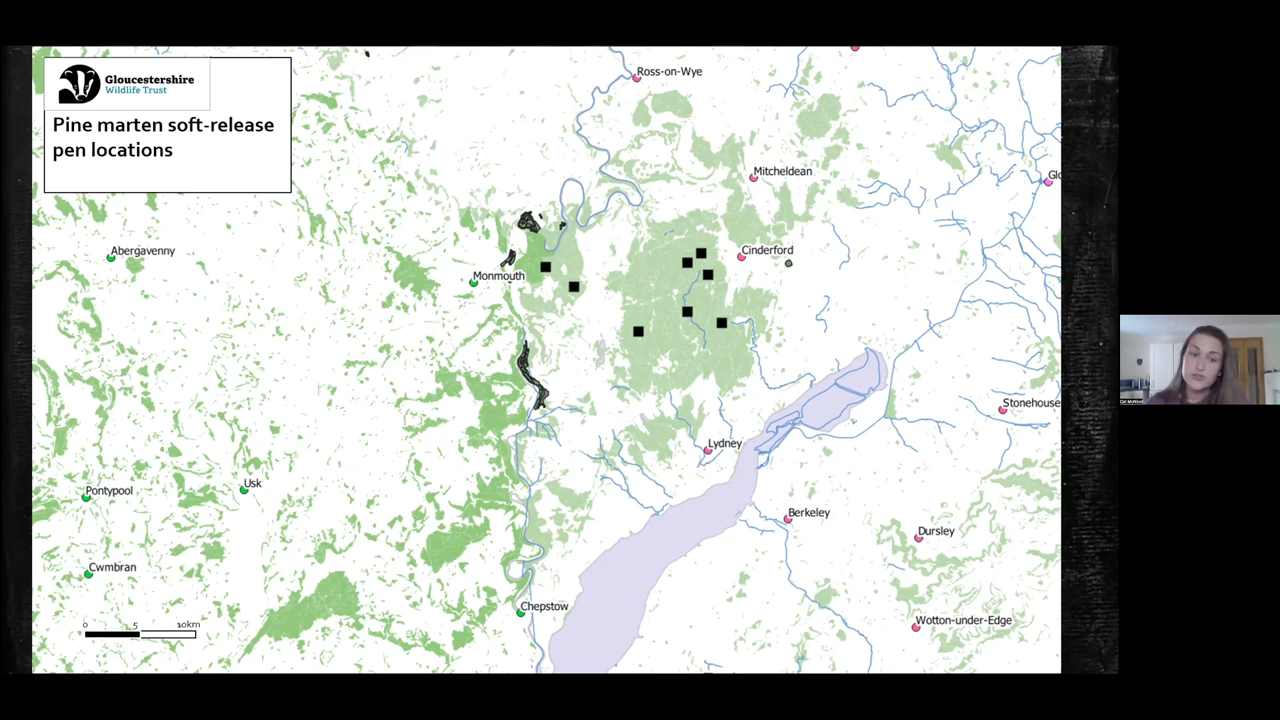 Gloucestershire
Wildlife Trust
Pine marten soft-release
pen locations
Ross-on-Wye
Mitcheldean
Glo
Abergavenny
Cinderford
Monmouth
Stonehouse
Lydney
Usk
Pontypool
Berkeley
Dursley
Cwmbran
Chepstow
Wotton-under-Edge
0 5 10km